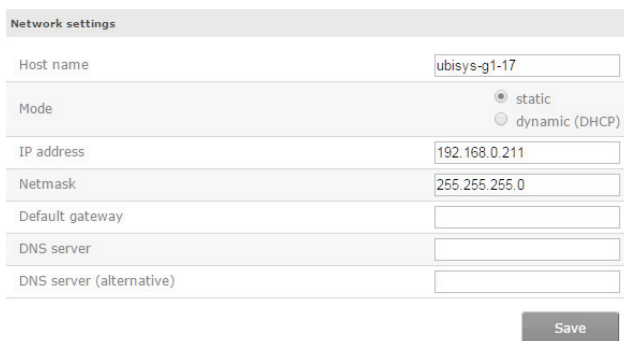 Network settings
Host name ubisys-g1-17
Mode static
dynamic (DHCP)
IP address 192.168.0.211
Netmask 255.255.255.0
Default gateway
DNS server
DNS server (alternative)
Save